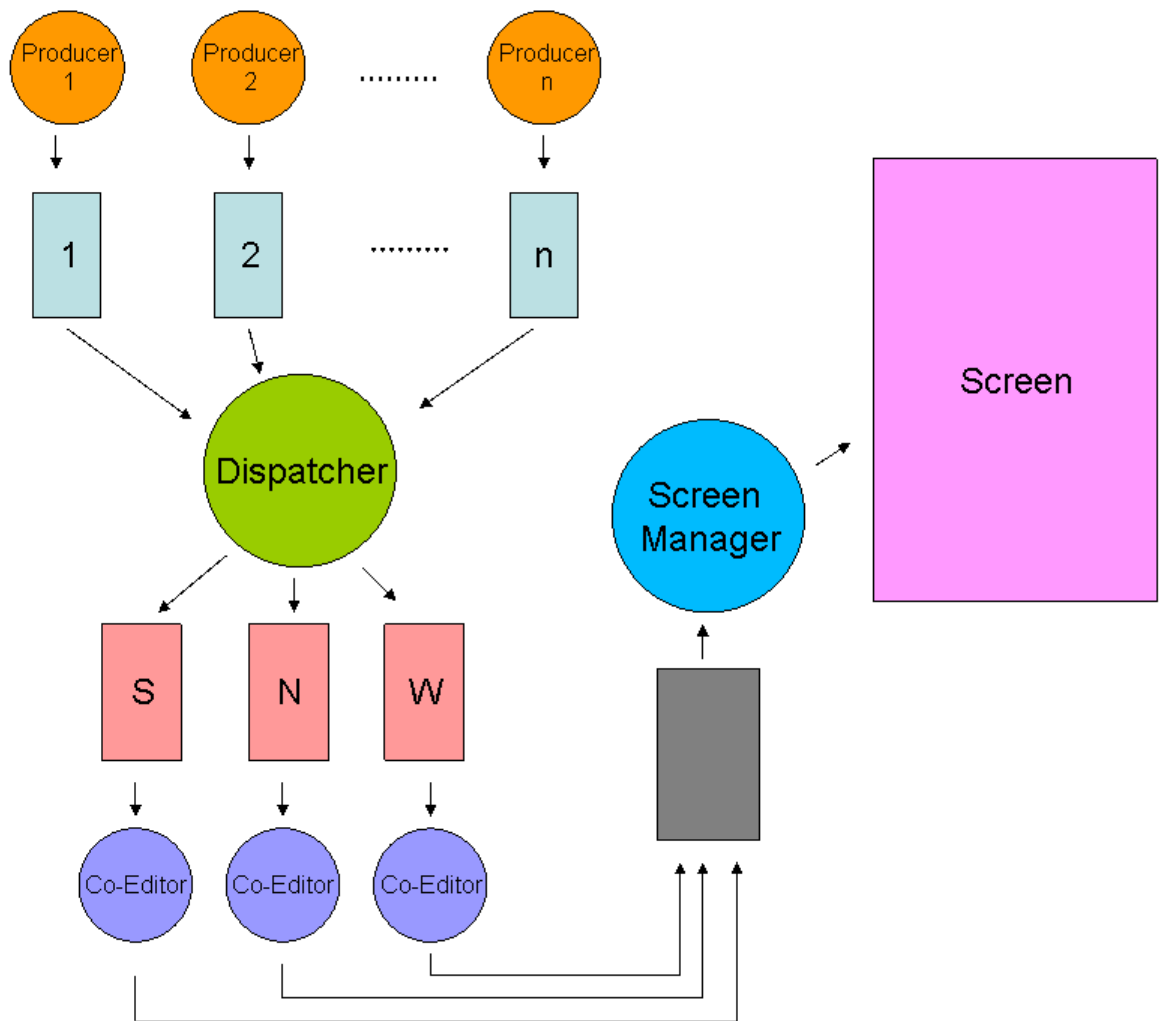 Producer
1
Producer
2
.........
Producer
n
1
2
.........
n
Dispatcher
Screen
Manager
Screen
S
N
W
Co-Editor
Co-Editor
Co-Editor